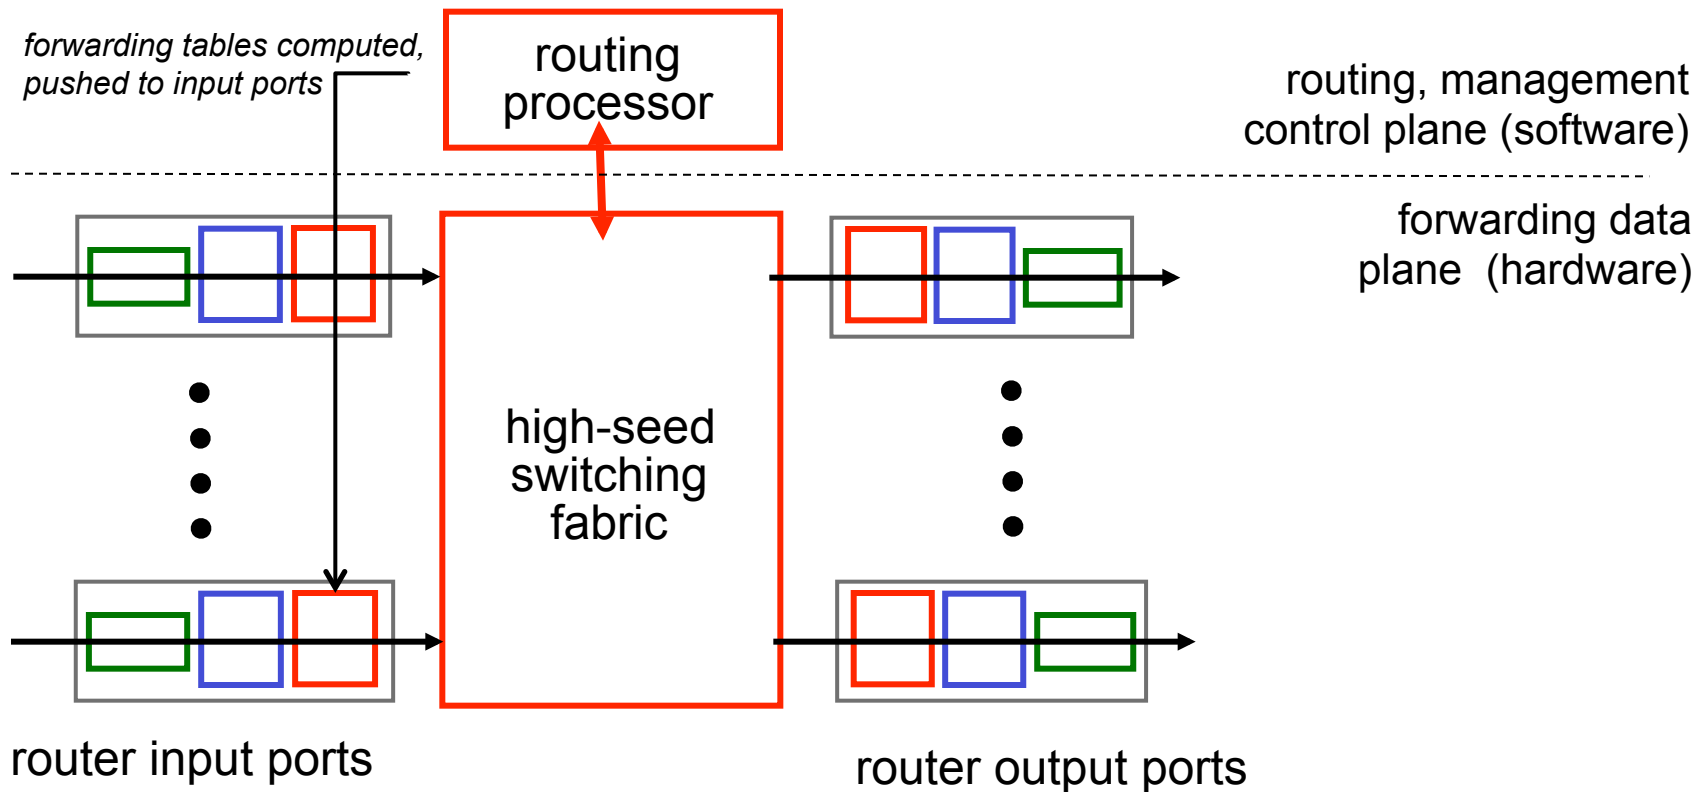 forwarding tables computed,
pushed to input ports
routing
processor
routing, management
control plane (software)
forwarding data
plane (hardware)
high-seed
switching
fabric
router input ports
router output ports